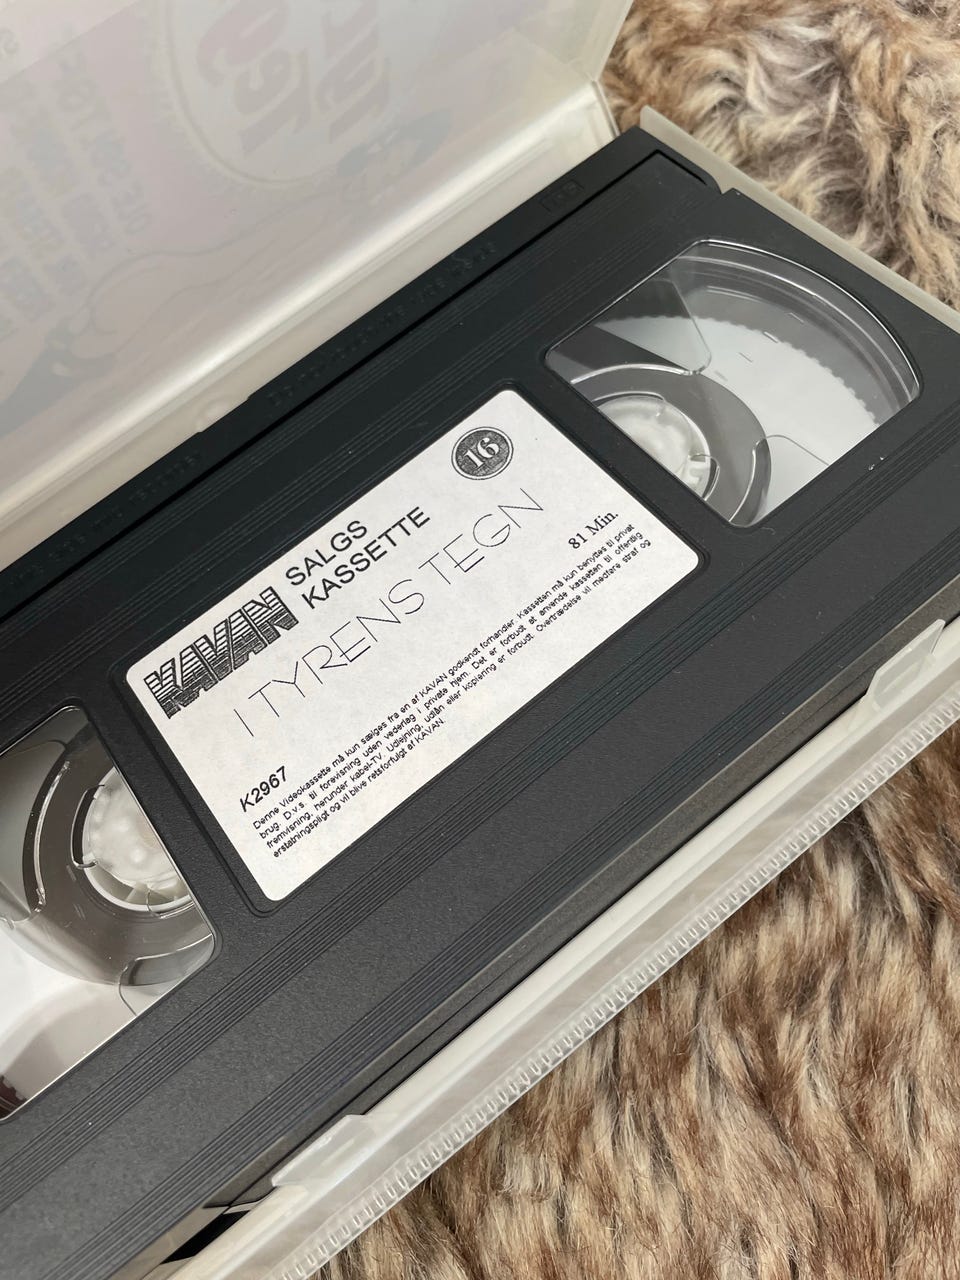 16
KAVAN
SALGS
KASSETTE
I TYRENS TEGN
K2967
81 Min.
Denne Videokassette må kun sælges fra en af KAVAN godkendt forhandler. Kassetten må kun benyttes til privat
brug. D.v.s. til forevisning uden vederlag i private hjem. Det er forbudt at anvende kassetten til offentlig
fremvisning, herunder kabel-TV. Udlejning, udlån eller kopiering er forbudt. Overtrædelse vil medføre straf og
erstatningspligt og vil blive retsforfulgt af KAVAN.